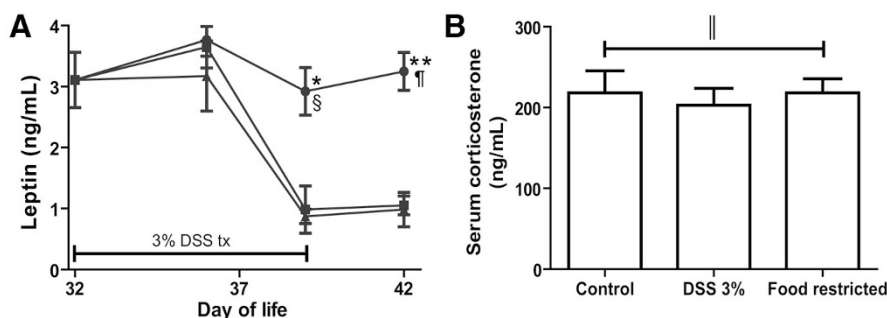 A
Leptin (ng/mL)
4
3
2
1
0
*
§
**
¶
3% DSS tx
32
37
42
Day of life
B
Serum corticosterone
(ng/mL)
300
200
100
0
||
Control
DSS 3%
Food restricted